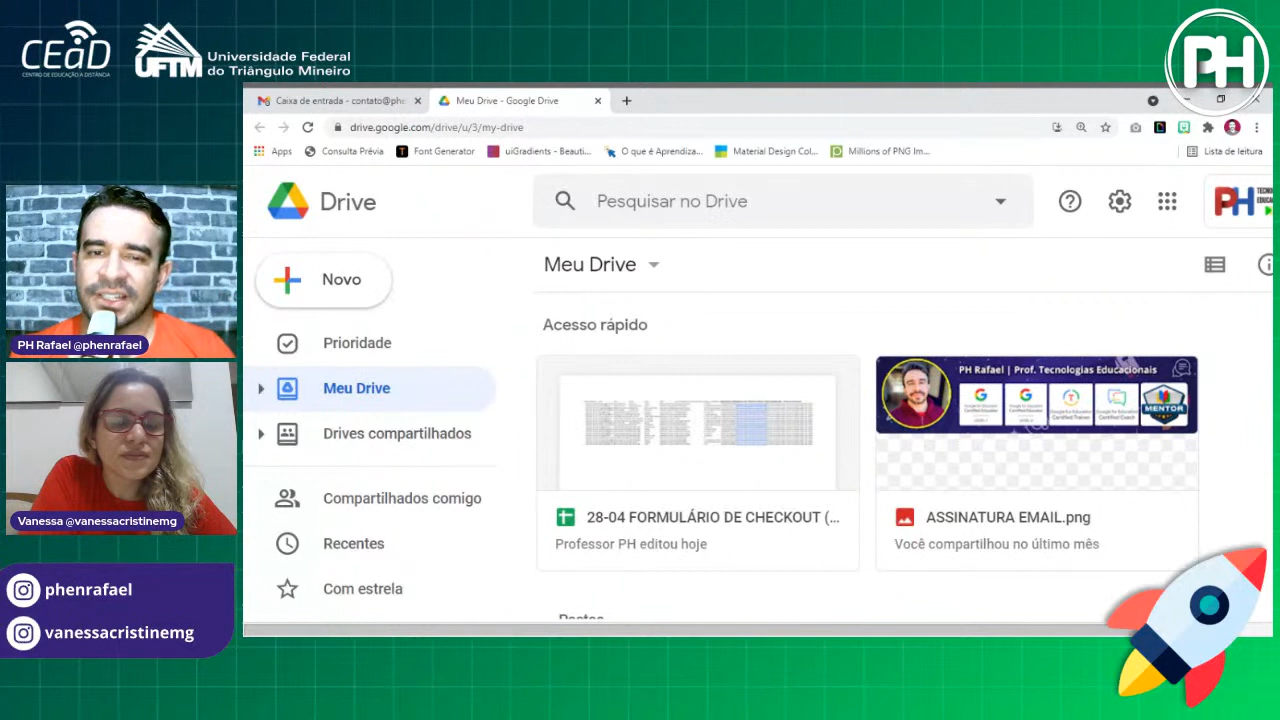 CEaD
CENTRO DE EDUCAÇÃO A DISTÂNCIA
UFTM
Universidade Federal
do Triângulo Mineiro
PH
Caixa de entrada - contato@phe
Meu Drive - Google Drive
drive.google.com/drive/u/3/my-drive
Apps
Consulta Prévia
Font Generator
uiGradients - Beauti...
O que é Aprendiza...
Material Design Col...
Millions of PNG Im...
Lista de leitura
Drive
Pesquisar no Drive
PH
Novo
Meu Drive
Prioridade
Meu Drive
Drives compartilhados
Compartilhados comigo
Recentes
Com estrela
Acesso rápido
PH Rafael | Prof. Tecnologias Educacionais
MENTOR
28-04 FORMULÁRIO DE CHECKOUT (...
Professor PH editou hoje
ASSINATURA EMAIL.png
Você compartilhou no último mês
Pastas
PH Rafael @phenrafael
Vanessa @vanessacristinemg
phenrafael
vanessacristinemg